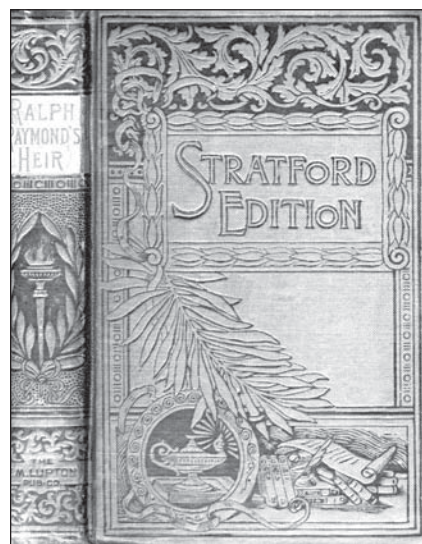 RALPH
RAYMOND'S
HEIR
THE
M. LUPTON
PUB. CO.
STRATFORD
EDITION